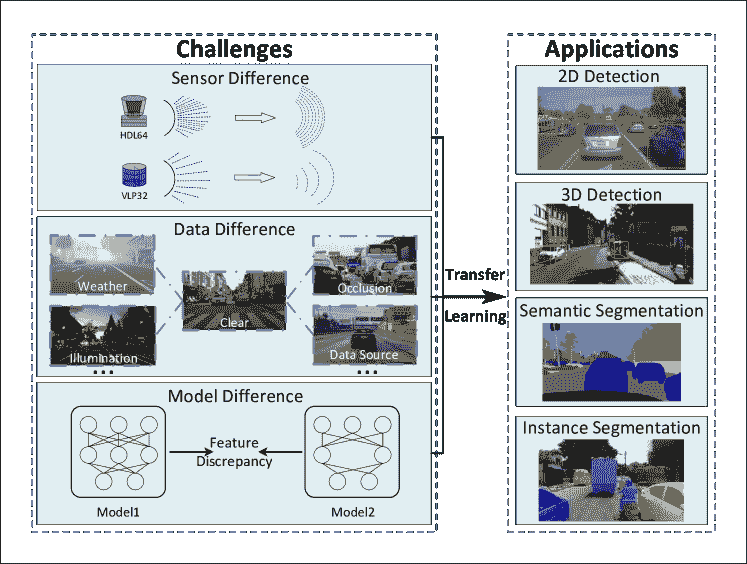 Challenges
Sensor Difference
HDL64
VLP32
Data Difference
Weather
Occlusion
Clear
Illumination
Data Source
...
...
Model Difference
Feature
Discrepancy
Model1
Model2
Transfer
Learning
Applications
2D Detection
3D Detection
Semantic Segmentation
Instance Segmentation